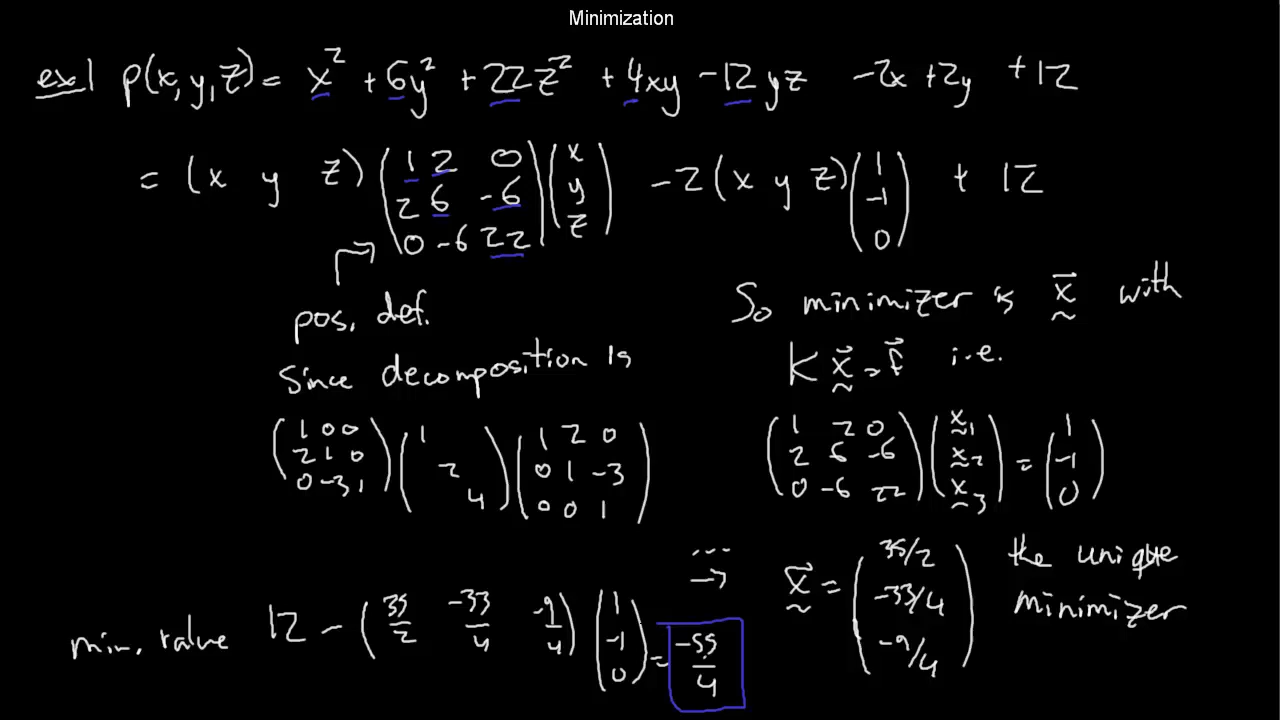 Minimization
ex1 p(x,y,z) = x² + 6y² + 22z² + 4xy - 12yz - 2x + 2y + 12
= (x y z) (1 2 0; 2 6 -6; 0 -6 22) (x; y; z) - 2 (x y z) (1; -1; 0) + 12
pos. def.
since decomposition is
(1 0 0; 2 1 0; 0 -3 1) (1; 2; 4) (1 2 0; 0 1 -3; 0 0 1)
So minimizer is x⃗ with
K x⃗ = f⃗ i.e.
(1 2 0; 2 6 -6; 0 -6 22) (x1; x2; x3) = (1; -1; 0)
... → x⃗ = (35/2; -33/4; -9/4) the unique
minimizer
min. value 12 - (35/2 -33/4 -9/4) (1; -1; 0) = -55/4